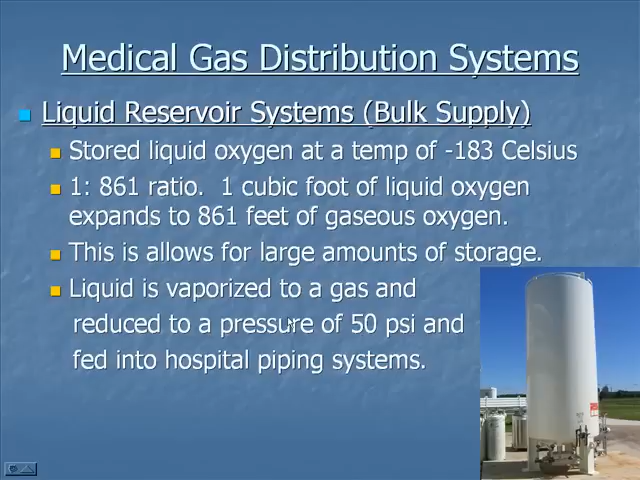 Medical Gas Distribution Systems
Liquid Reservoir Systems (Bulk Supply)
Stored liquid oxygen at a temp of -183 Celsius
1: 861 ratio. 1 cubic foot of liquid oxygen
expands to 861 feet of gaseous oxygen.
This is allows for large amounts of storage.
Liquid is vaporized to a gas and
reduced to a pressure of 50 psi and
fed into hospital piping systems.